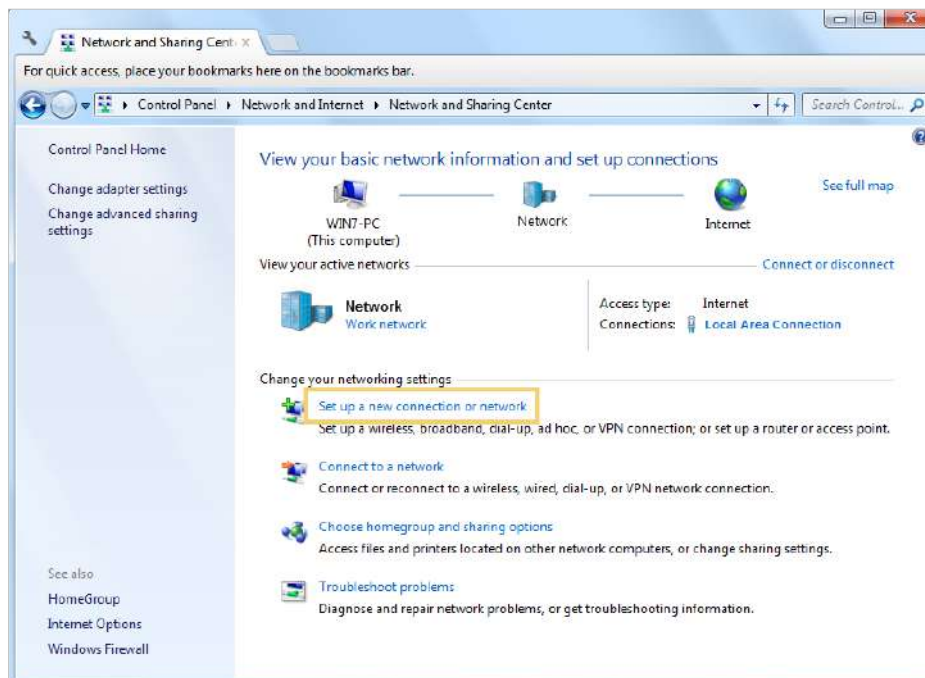 Network and Sharing Cent
For quick access, place your bookmarks here on the bookmarks bar.
Control Panel Network and Internet Network and Sharing Center
Search Control...
Control Panel Home
Change adapter settings
Change advanced sharing
settings
View your basic network information and set up connections
See full map
WIN7-PC
(This computer)
Network
Internet
View your active networks
Connect or disconnect
Network
Work network
Access type: Internet
Connections: Local Area Connection
Change your networking settings
Set up a new connection or network
Set up a wireless, broadband, dial-up, ad hoc, or VPN connection; or set up a router or access point.
Connect to a network
Connect or reconnect to a wireless, wired, dial-up, or VPN network connection.
Choose homegroup and sharing options
Access files and printers located on other network computers, or change sharing settings.
Troubleshoot problems
Diagnose and repair network problems, or get troubleshooting information.
See also
HomeGroup
Internet Options
Windows Firewall